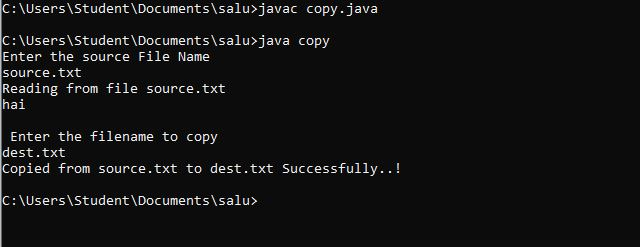 C:\Users\Student\Documents\salu>javac copy.java
C:\Users\Student\Documents\salu>java copy
Enter the source File Name
source.txt
Reading from file source.txt
hai
Enter the filename to copy
dest.txt
Copied from source.txt to dest.txt Successfully..!
C:\Users\Student\Documents\salu>